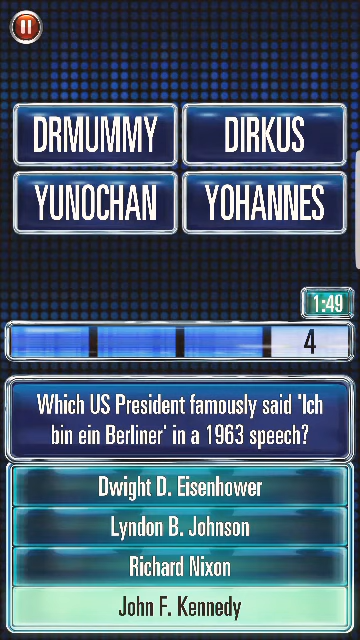 DRMUMMY DIRKUS
YUNOCHAN YOHANNES
1:49
4
Which US President famously said 'Ich
bin ein Berliner' in a 1963 speech?
Dwight D. Eisenhower
Lyndon B. Johnson
Richard Nixon
John F. Kennedy